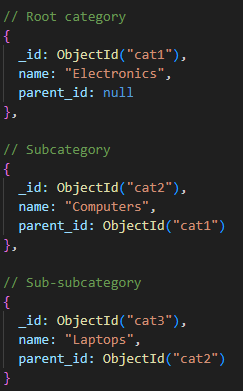 // Root category
{
  _id: ObjectId("cat1"),
  name: "Electronics",
  parent_id: null
},
// Subcategory
{
  _id: ObjectId("cat2"),
  name: "Computers",
  parent_id: ObjectId("cat1")
},
// Sub-subcategory
{
  _id: ObjectId("cat3"),
  name: "Laptops",
  parent_id: ObjectId("cat2")
}